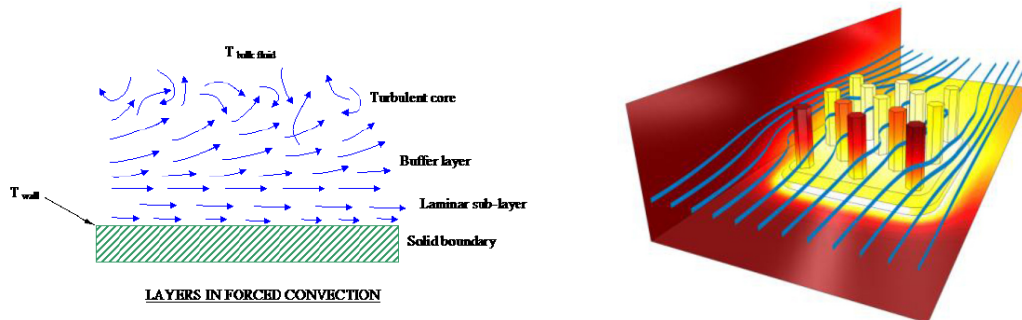 T bulk fluid
Turbulent core
Buffer layer
T wall
Laminar sub-layer
Solid boundary
LAYERS IN FORCED CONVECTION